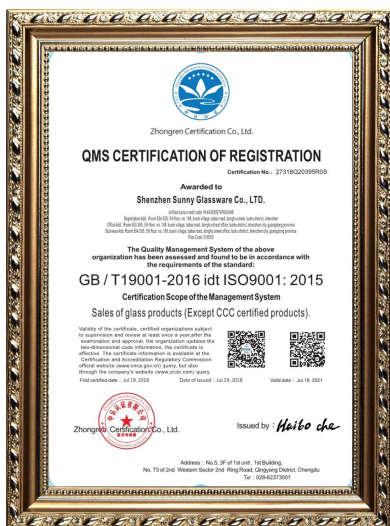 Zhongren Certification Co., Ltd.
QMS CERTIFICATION OF REGISTRATION
Certification No.: 27318Q20395R0S
Awarded to
Shenzhen Sunny Glassware Co., LTD.
The Quality Management System of the above
organization has been assessed and found to be in accordance with
the requirements of the standard:
GB / T19001-2016 idt ISO9001: 2015
Certification Scope of the Management System
Sales of glass products (Except CCC certified products).
Validity of the certificate, certified organizations subject
to supervision and review at least once a year,after the
examination and approval, the organization updates the
two-dimensional code information, the certificate is
effective. The certificate information is available at the
Certification and Accreditation Regulatory Commission
official website (www.cnca.gov.cn) query. Also
through the company's website (www.zrcln.com) query.
First certified date : Jul.19, 2018 Date of Issued : Jul.19, 2018 Valid date : Jul.18, 2021
Zhongren Certification Co., Ltd.
Issued by : Haibo che
Address : No.5, 3F of 1st unit , 1st Building,
No. 73 of 2nd Western Sector 2nd Ring Road, Qingyang District, Chengdu
Tel : 028-62373001